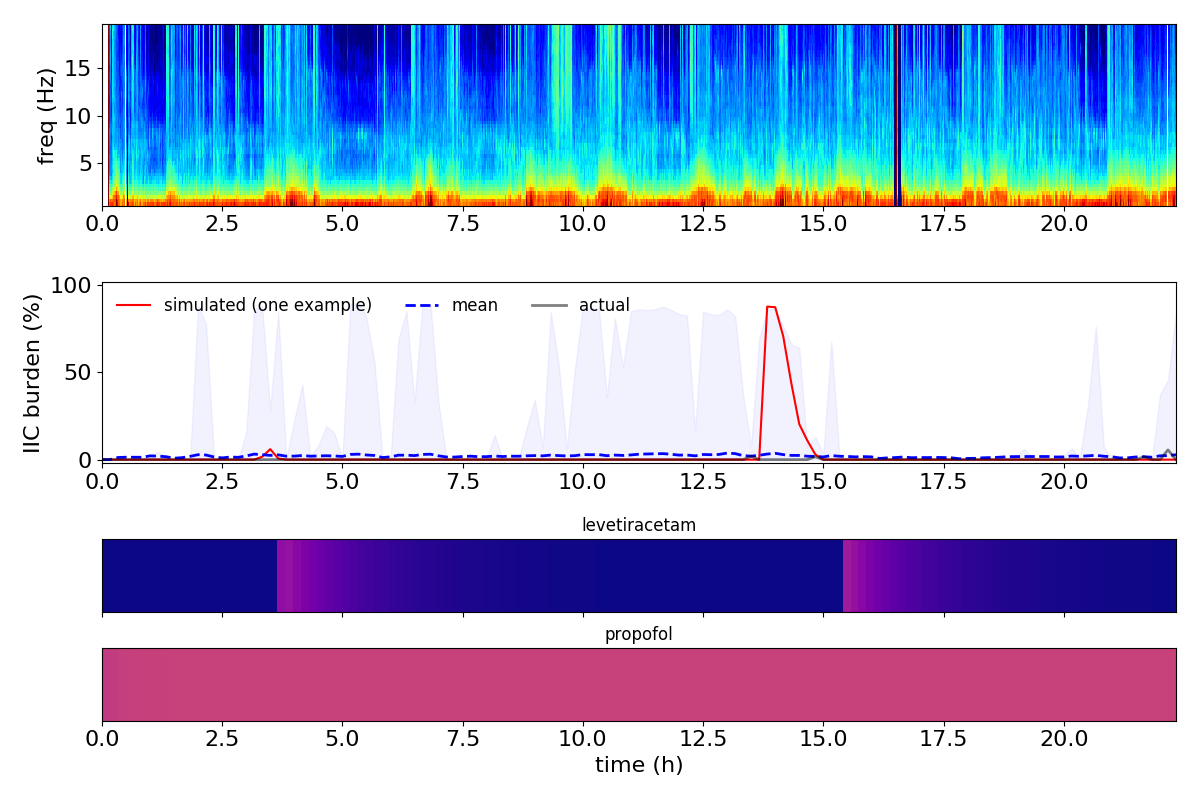 freq (Hz)
15
10
5
0.0 2.5 5.0 7.5 10.0 12.5 15.0 17.5 20.0
IIC burden (%)
100
50
0
simulated (one example) mean actual
0.0 2.5 5.0 7.5 10.0 12.5 15.0 17.5 20.0
levetiracetam
propofol
0.0 2.5 5.0 7.5 10.0 12.5 15.0 17.5 20.0
time (h)